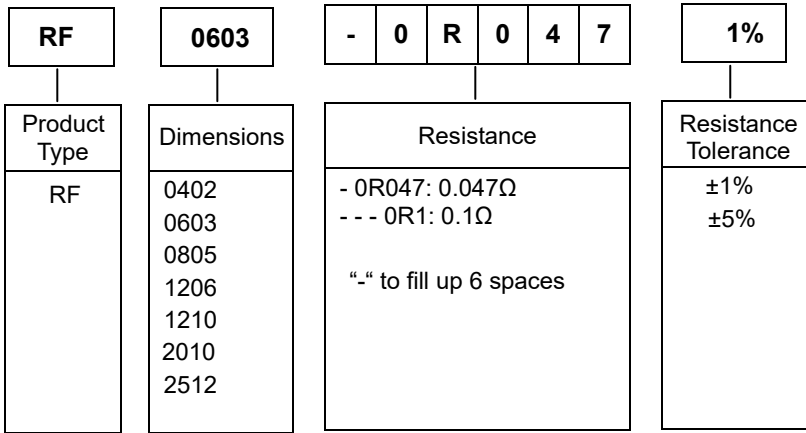 RF 0603 - 0 R 0 4 7 1%
Product Type
Dimensions
Resistance
Resistance Tolerance
RF
0402
0603
0805
1206
1210
2010
2512
- 0R047: 0.047Ω
- - - 0R1: 0.1Ω
“-“ to fill up 6 spaces
±1%
±5%